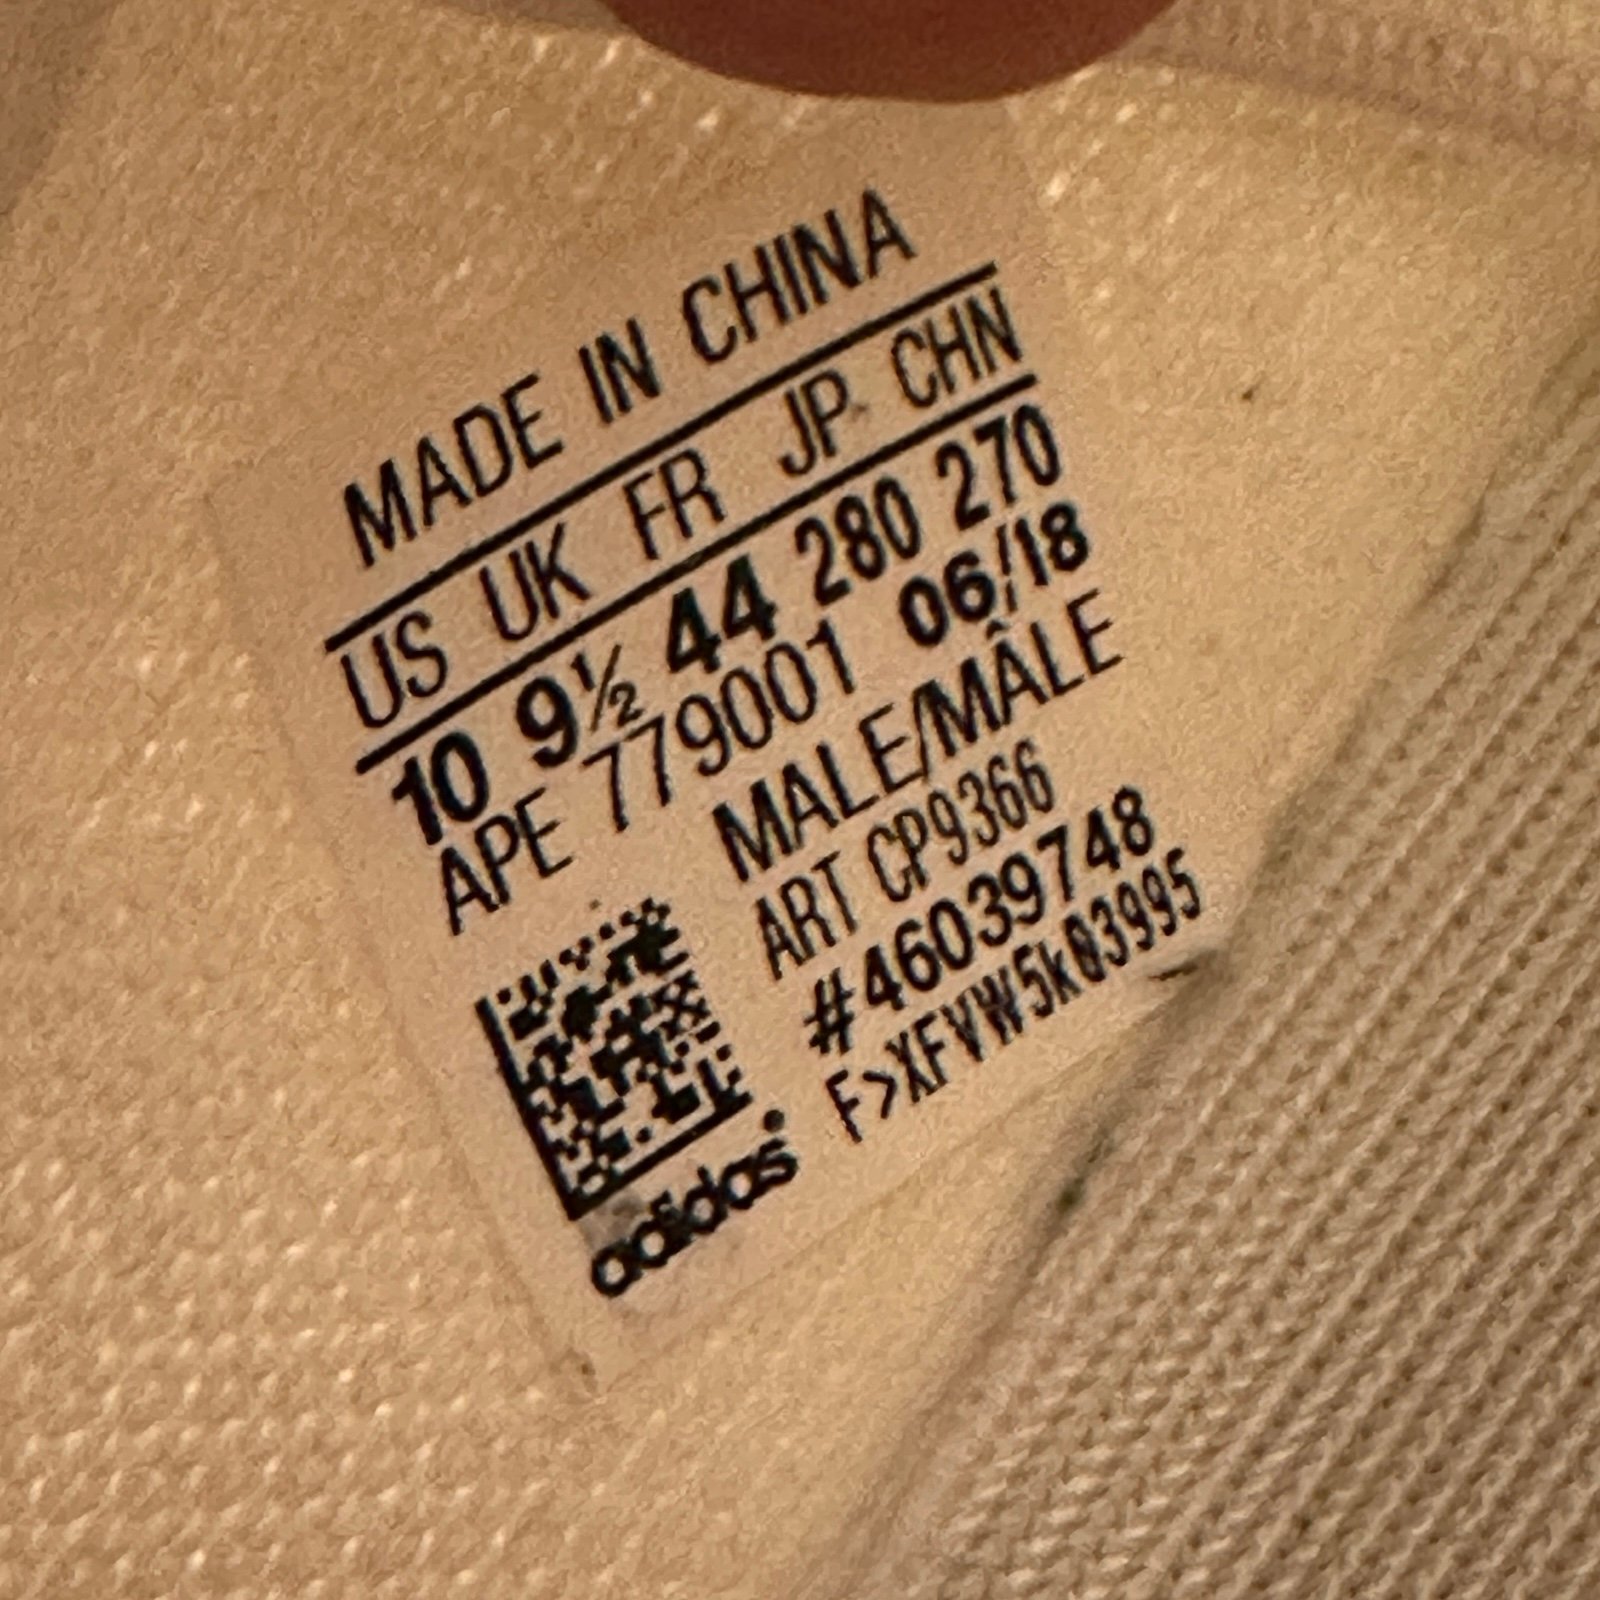 MADE IN CHINA
US UK FR JP CHN
10 9½ 44 280 270
APE 779001 06/18
MALE/MÂLE
ART CP9366
#46039748
F>XFVW5k03995
adidas